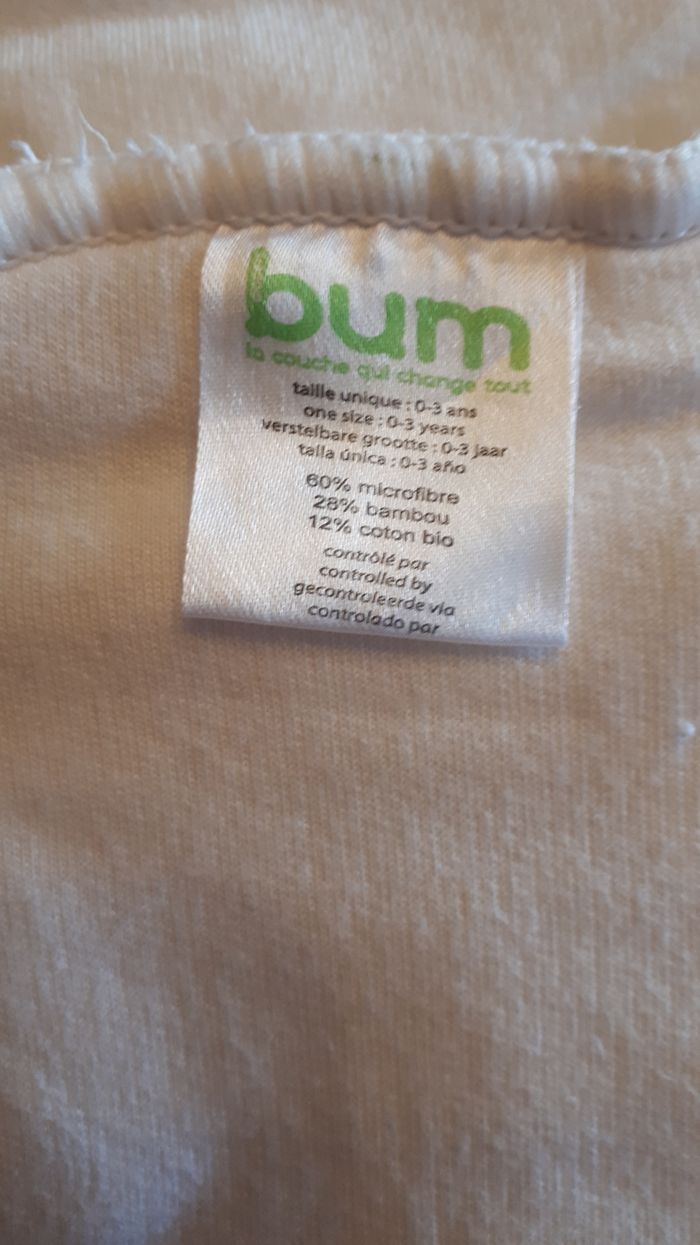 bum
la couche qui change tout
taille unique : 0-3 ans
one size : 0-3 years
verstelbare grootte : 0-3 jaar
talla única : 0-3 año
60% microfibre
28% bambou
12% coton bio
contrôlé par
controlled by
gecontroleerde via
controlado par